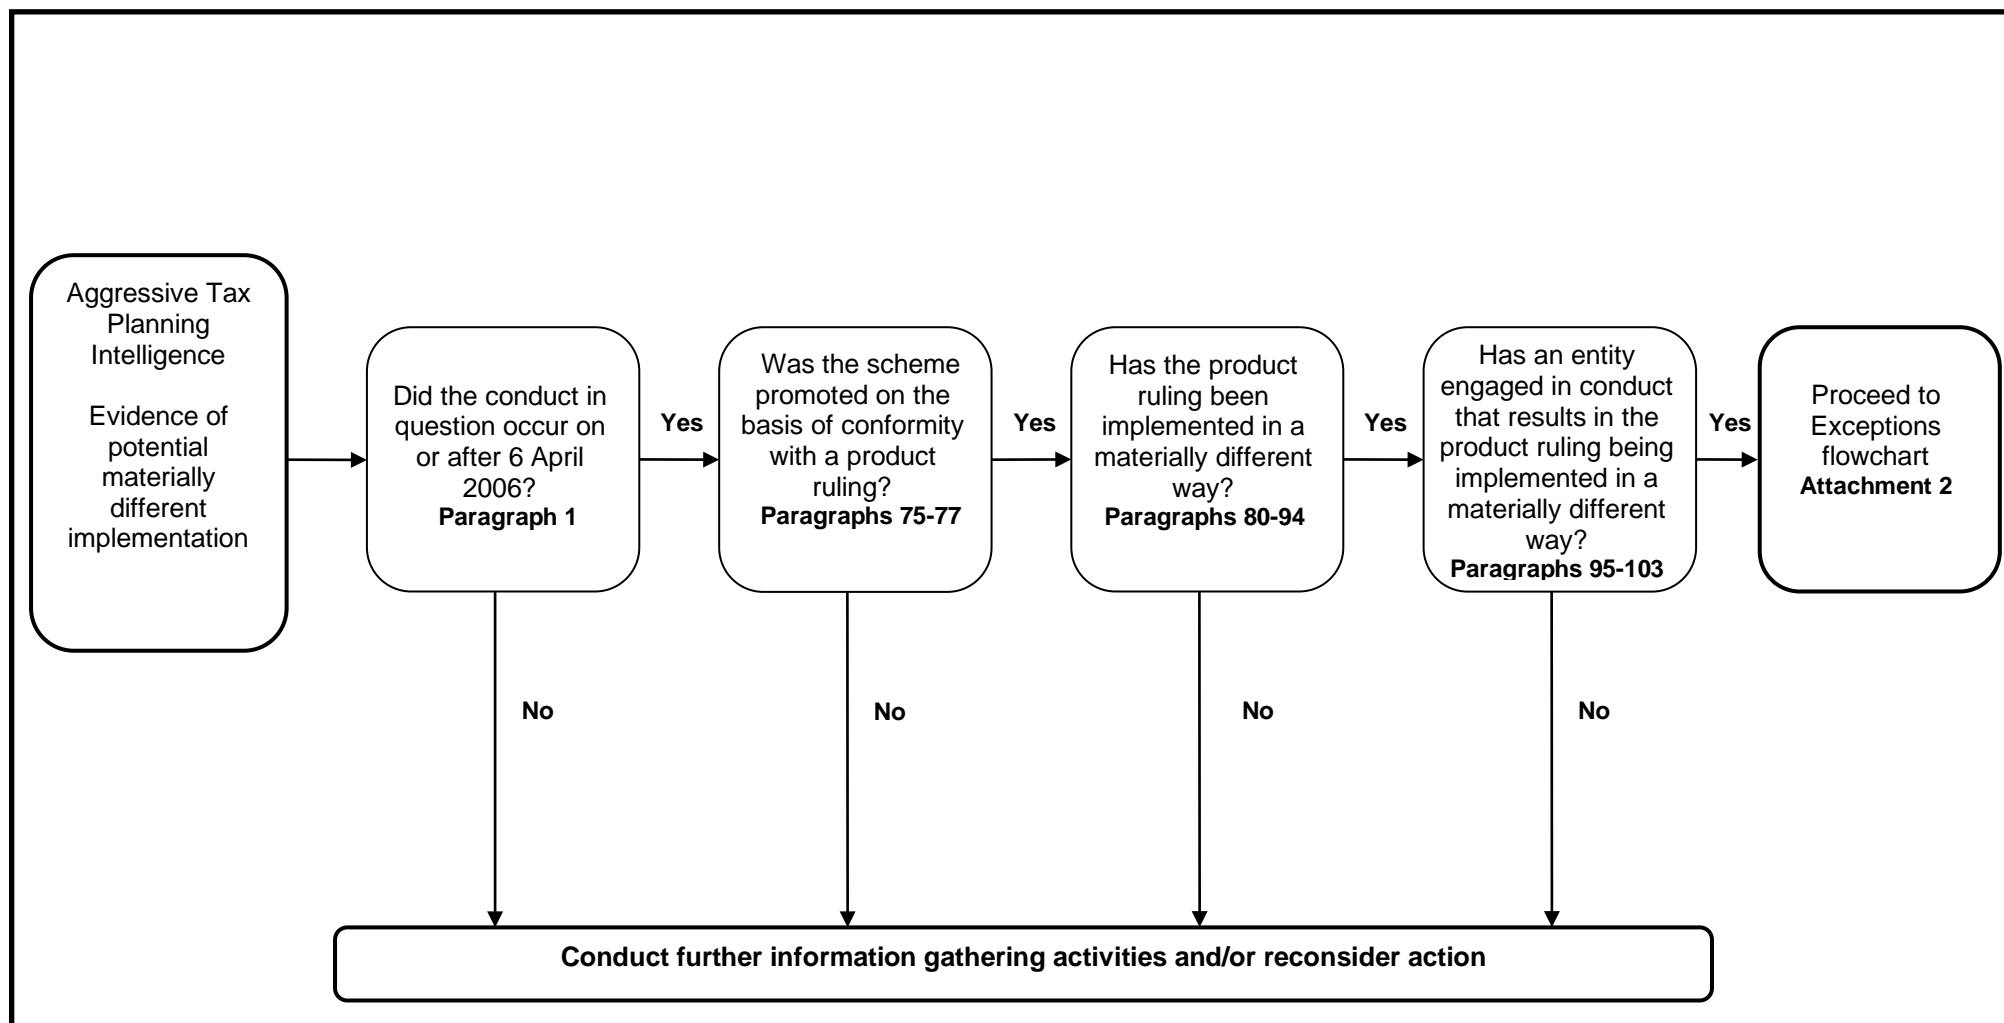 Aggressive Tax
Planning
Intelligence
Evidence of
potential
materially
different
implementation
Did the conduct in
question occur on
or after 6 April
2006?
Paragraph 1
Yes
Was the scheme
promoted on the
basis of conformity
with a product
ruling?
Paragraphs 75-77
Yes
Has the product
ruling been
implemented in a
materially different
way?
Paragraphs 80-94
Yes
Has an entity
engaged in conduct
that results in the
product ruling being
implemented in a
materially different
way?
Paragraphs 95-103
Yes
Proceed to
Exceptions
flowchart
Attachment 2
No
No
No
No
Conduct further information gathering activities and/or reconsider action